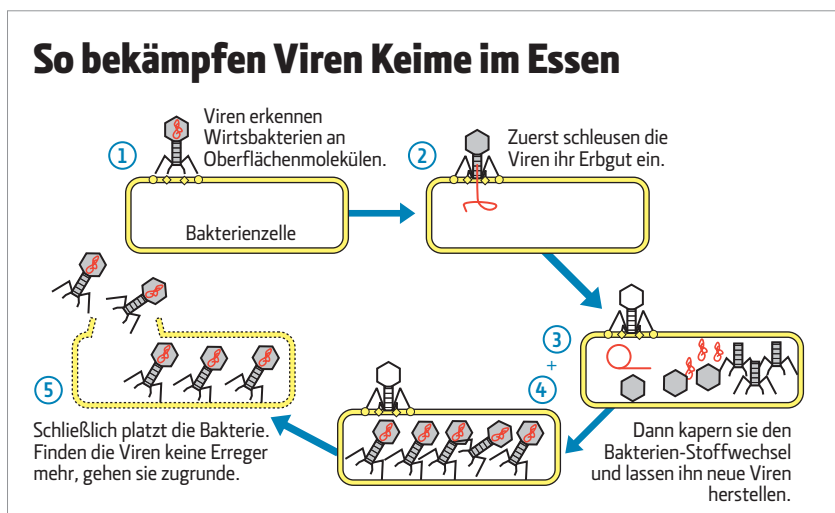 So bekämpfen Viren Keime im Essen
1
Viren erkennen
Wirtsbakterien an
Oberflächenmolekülen.
2
Zuerst schleusen die
Viren ihr Erbgut ein.
Bakterienzelle
3
+
4
Dann kapern sie den
Bakterien-Stoffwechsel
und lassen ihn neue Viren
herstellen.
5
Schließlich platzt die Bakterie.
Finden die Viren keine Erreger
mehr, gehen sie zugrunde.